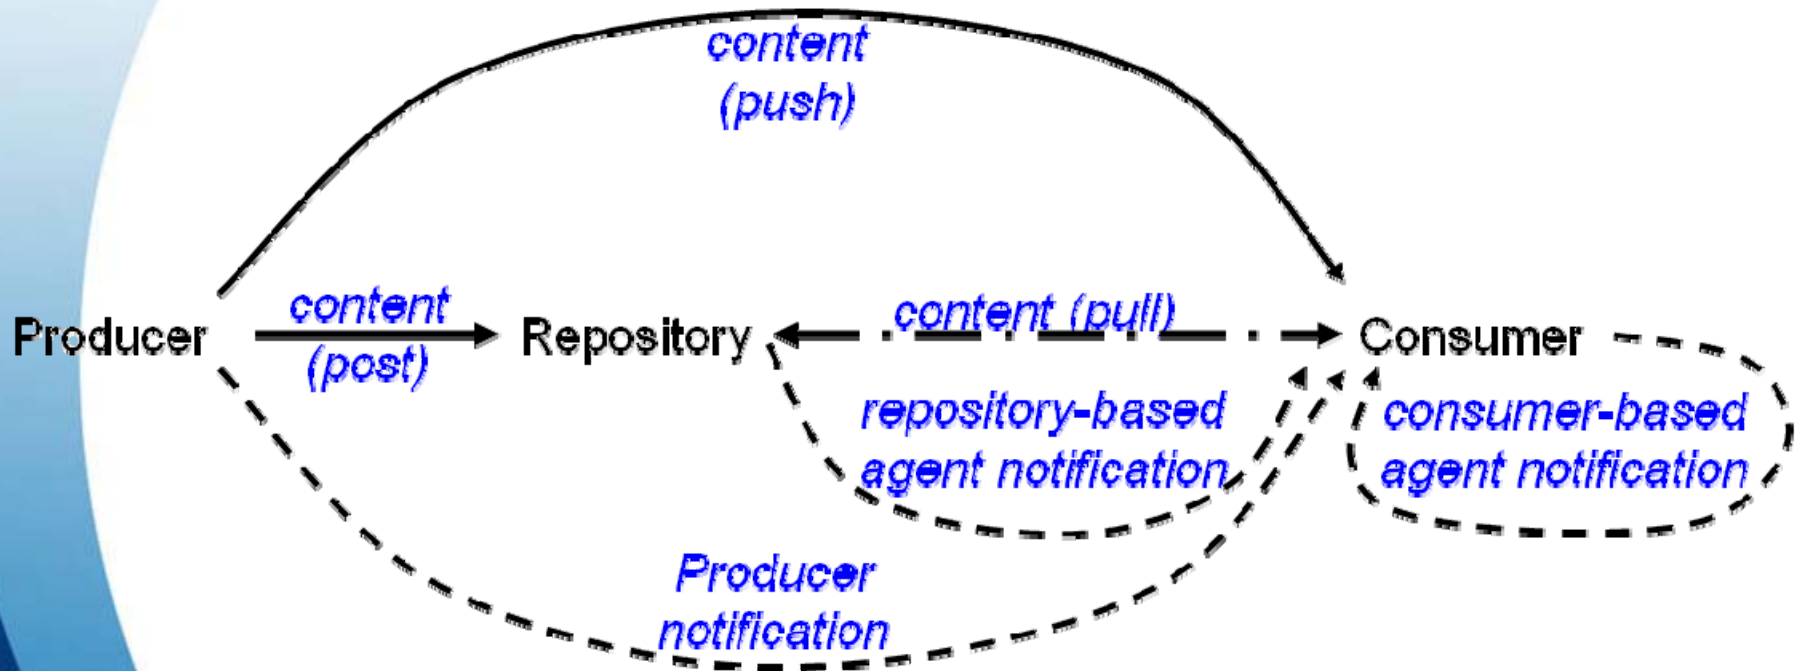 content
(push)
Producer
content
(post)
Repository
content (pull)
Consumer
repository-based
agent notification
consumer-based
agent notification
Producer
notification